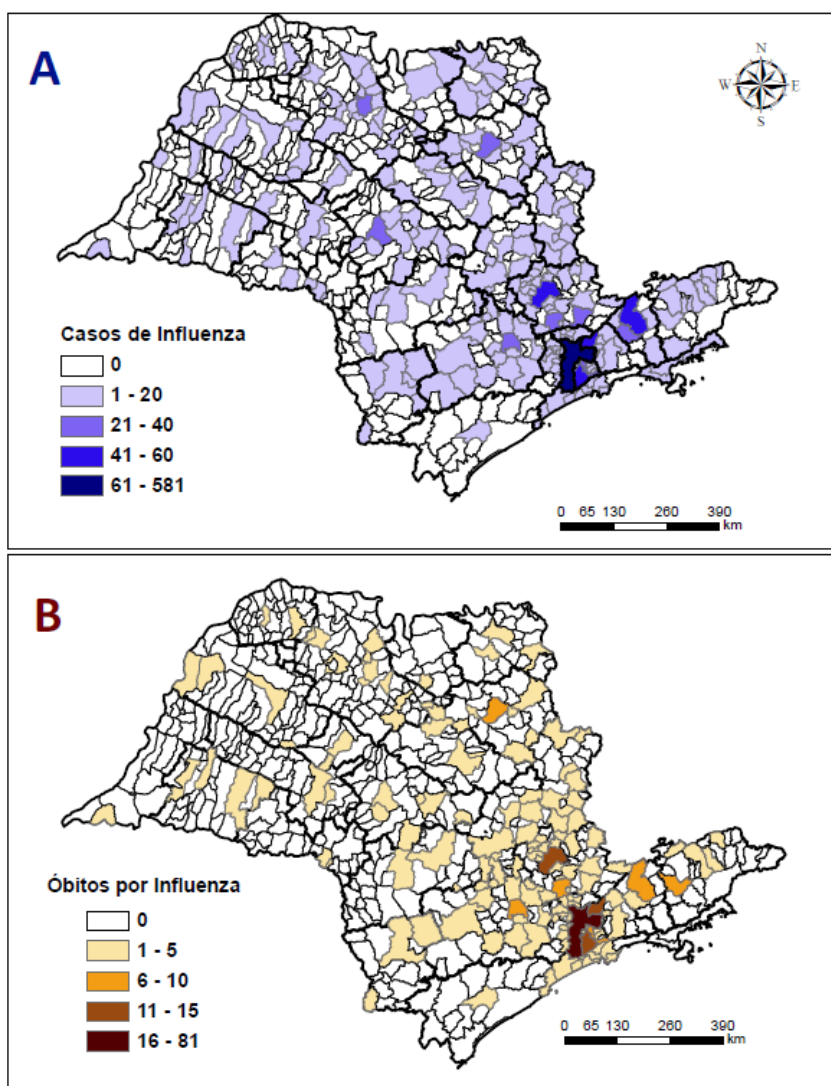 A
N
W E
S
Casos de Influenza
0
1 - 20
21 - 40
41 - 60
61 - 581
0 65 130 260 390
km
B
Óbitos por Influenza
0
1 - 5
6 - 10
11 - 15
16 - 81
0 65 130 260 390
km